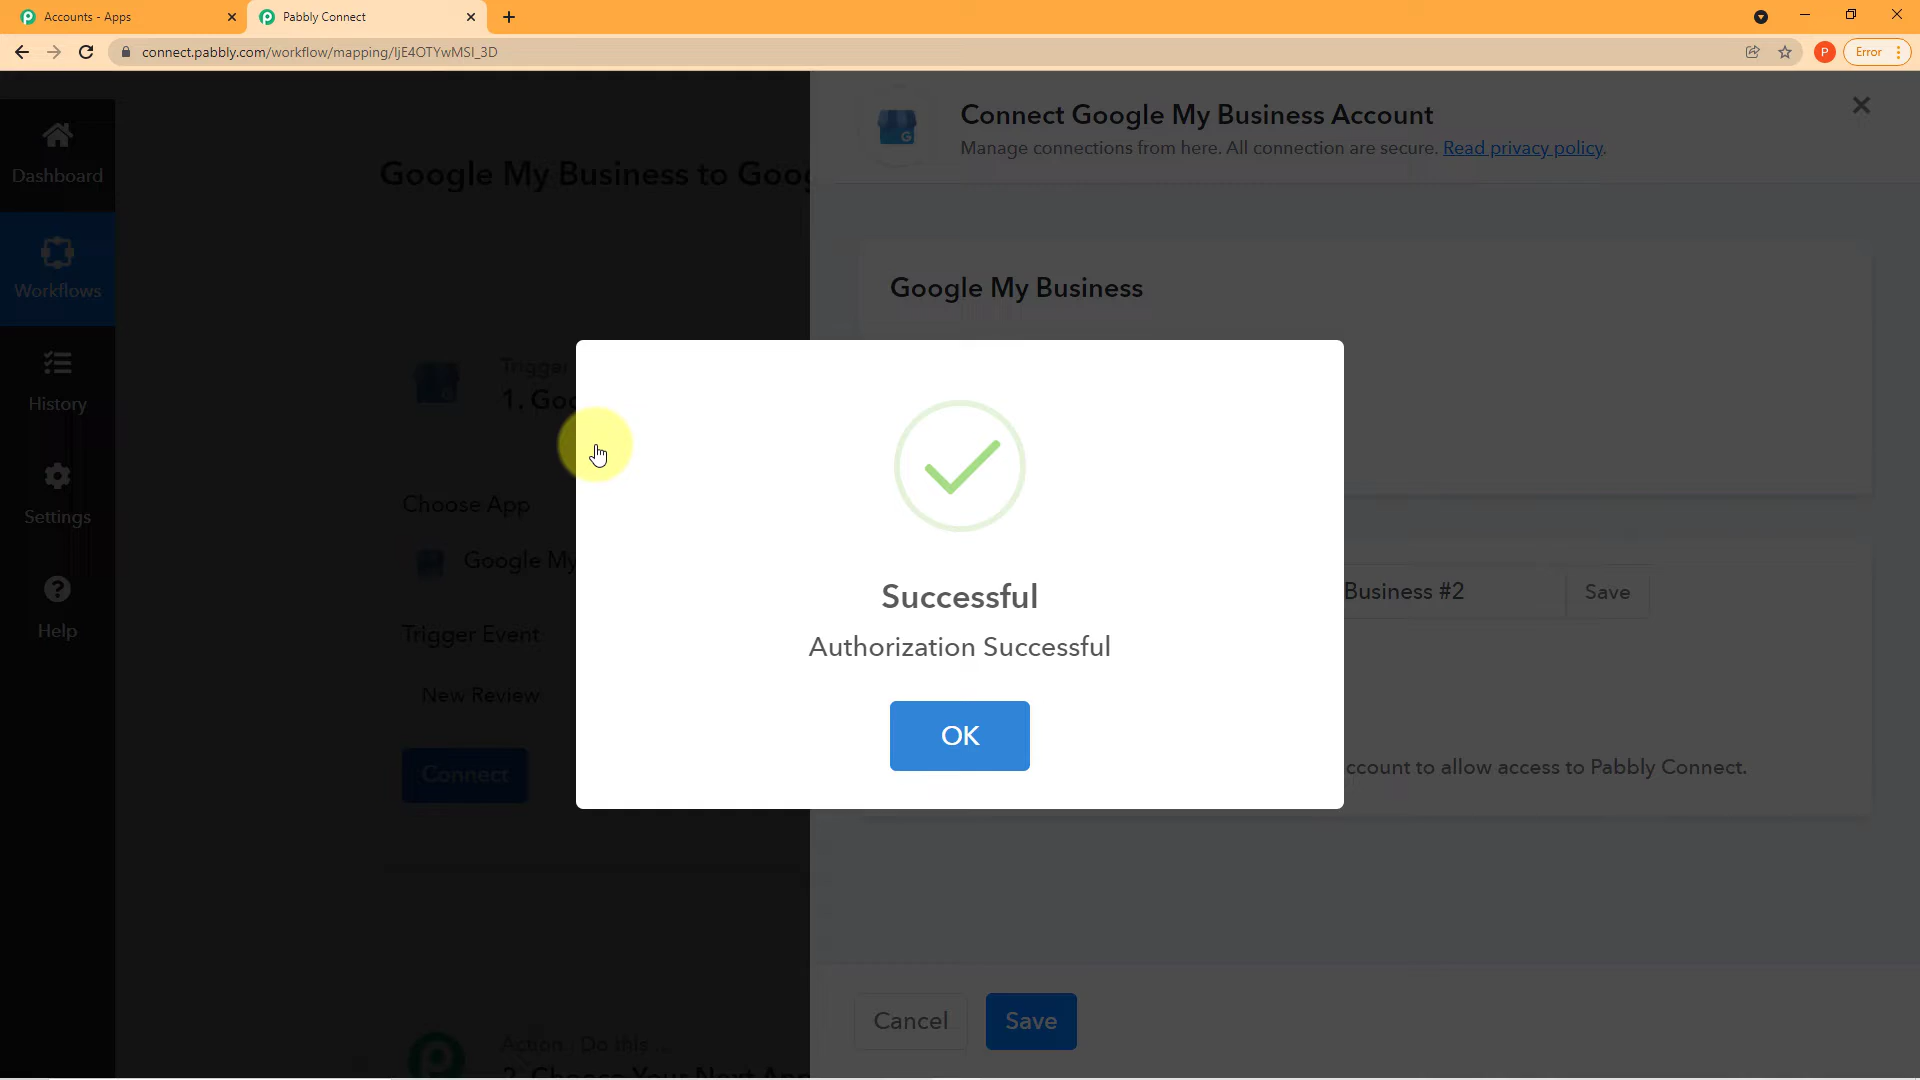 Accounts - Apps
Pabbly Connect
connect.pabbly.com/workflow/mapping/IjE4OTYwMSI_3D
P
Error
Dashboard
Workflows
History
Settings
Help
Google My Business to Goog
Trigger
1. Goo
Choose App
Google My
Trigger Event
New Review
Connect
Action - Do this ...
2. Choose Your Next App
Connect Google My Business Account
Manage connections from here. All connection are secure. Read privacy policy.
Google My Business
Business #2
Save
ccount to allow access to Pabbly Connect.
Cancel
Save
Successful
Authorization Successful
OK